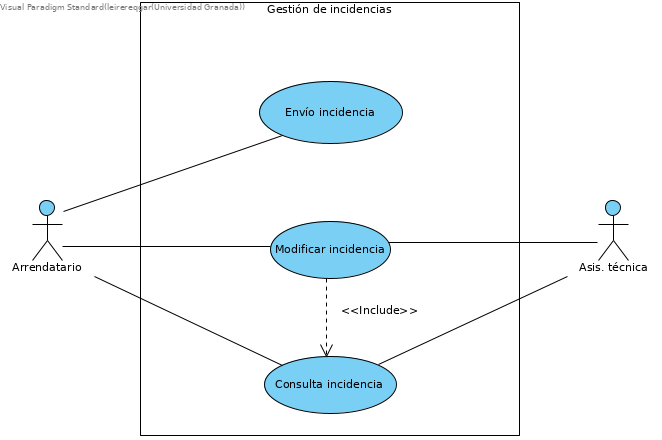 Visual Paradigm Standard(leirereqgar(Universidad Granada))
Gestión de incidencias
Envío incidencia
Modificar incidencia
Arrendatario
Asis. técnica
<<Include>>
Consulta incidencia